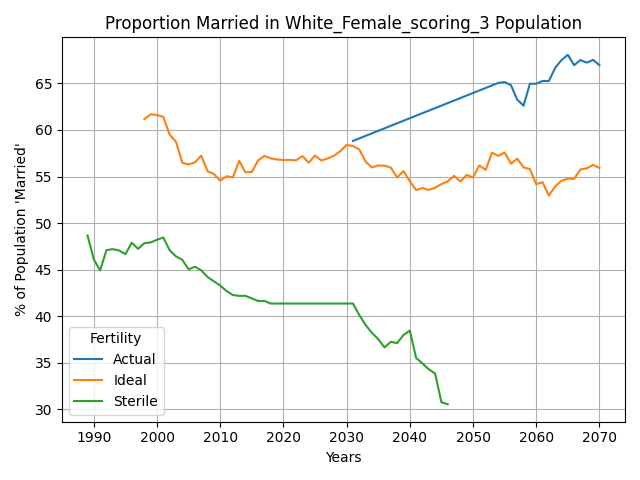 Proportion Married in White_Female_scoring_3 Population
% of Population 'Married'
65
60
55
50
45
40
35
30
Fertility
Actual
Ideal
Sterile
1990 2000 2010 2020 2030 2040 2050 2060 2070
Years